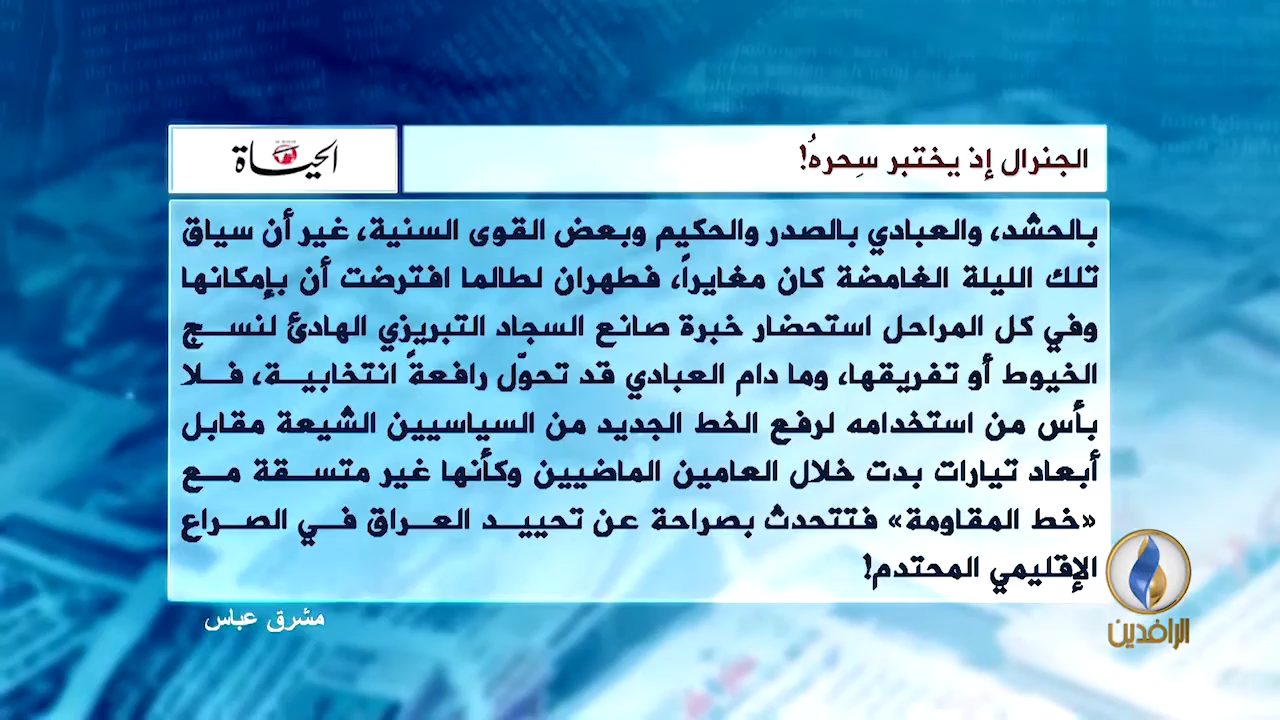 الجنرال إذ يختبر سِحرهُ!
الحياة
بالحشد، والعبادي بالصدر والحكيم وبعض القوى السنية، غير أن سياق
تلك الليلة الغامضة كان مغايراً، فطهران لطالما افترضت أن بإمكانها
وفي كل المراحل استحضار خبرة صانع السجاد التبريزي الهادئ لنسج
الخيوط أو تفريقها، وما دام العبادي قد تحوّل رافعةً انتخابية، فلا
بأس من استخدامه لرفع الخط الجديد من السياسيين الشيعة مقابل
أبعاد تيارات بدت خلال العامين الماضيين وكأنها غير متسقة مع
«خط المقاومة» فتتحدث بصراحة عن تحييد العراق في الصراع
الإقليمي المحتدم!
مشرق عباس
الرافدين